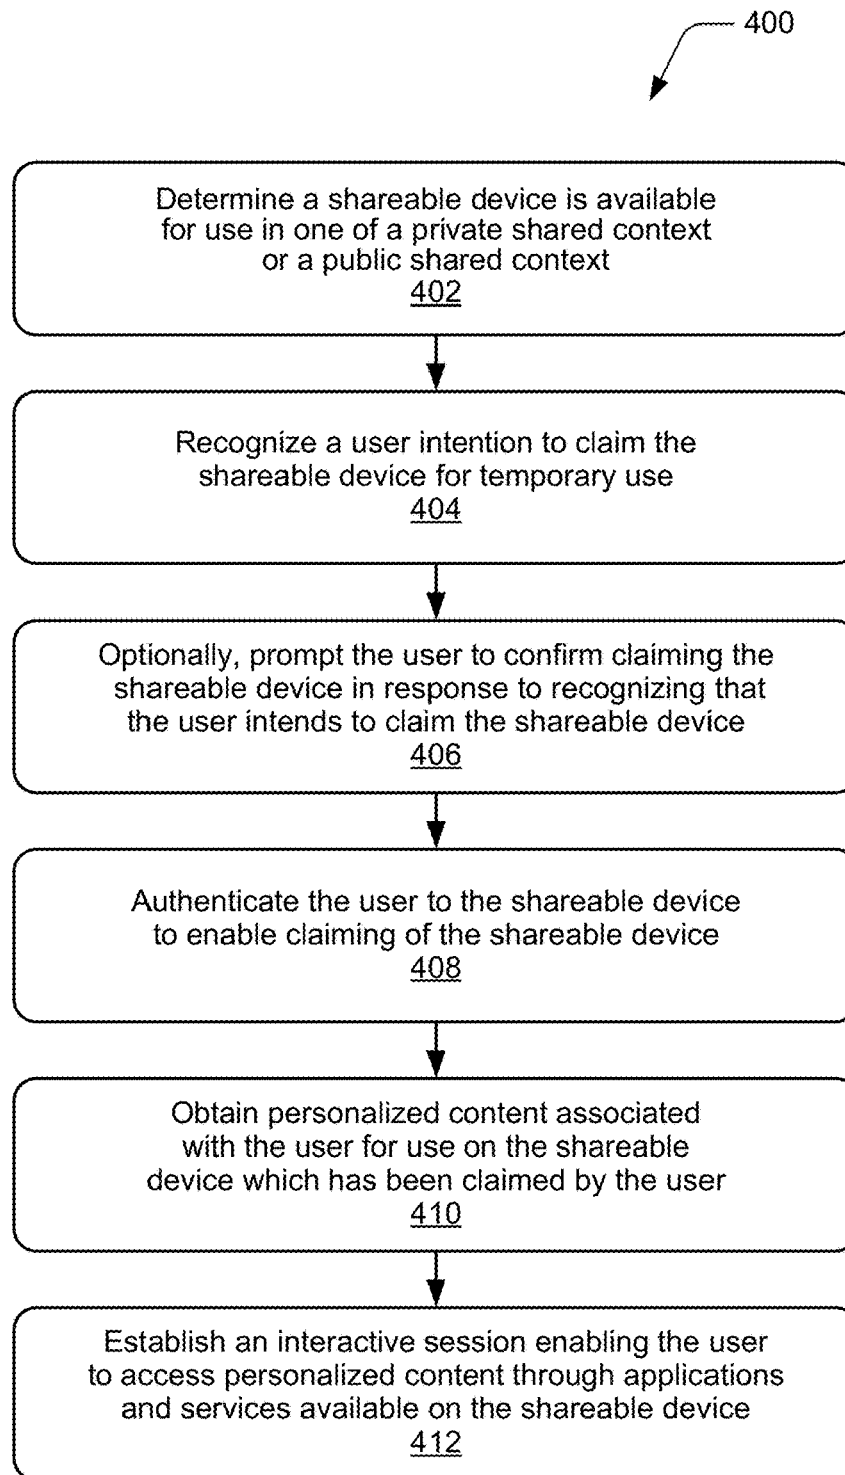 400
Determine a shareable device is available
for use in one of a private shared context
or a public shared context
402
Recognize a user intention to claim the
shareable device for temporary use
404
Optionally, prompt the user to confirm claiming the
shareable device in response to recognizing that
the user intends to claim the shareable device
406
Authenticate the user to the shareable device
to enable claiming of the shareable device
408
Obtain personalized content associated
with the user for use on the shareable
device which has been claimed by the user
410
Establish an interactive session enabling the user
to access personalized content through applications
and services available on the shareable device
412